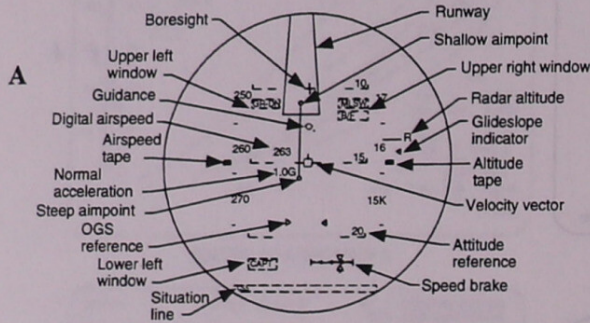 A
Boresight
Runway
Shallow aimpoint
Upper left
window
Upper right window
Guidance
Radar altitude
Digital airspeed
Glideslope
indicator
Airspeed
tape
Altitude
tape
Normal
acceleration
Velocity vector
Steep aimpoint
OGS
reference
Attitude
reference
Lower left
window
Speed brake
Situation
line
250
10
17
R
260
263
15
16
1.0G
270
15K
20
CAPT